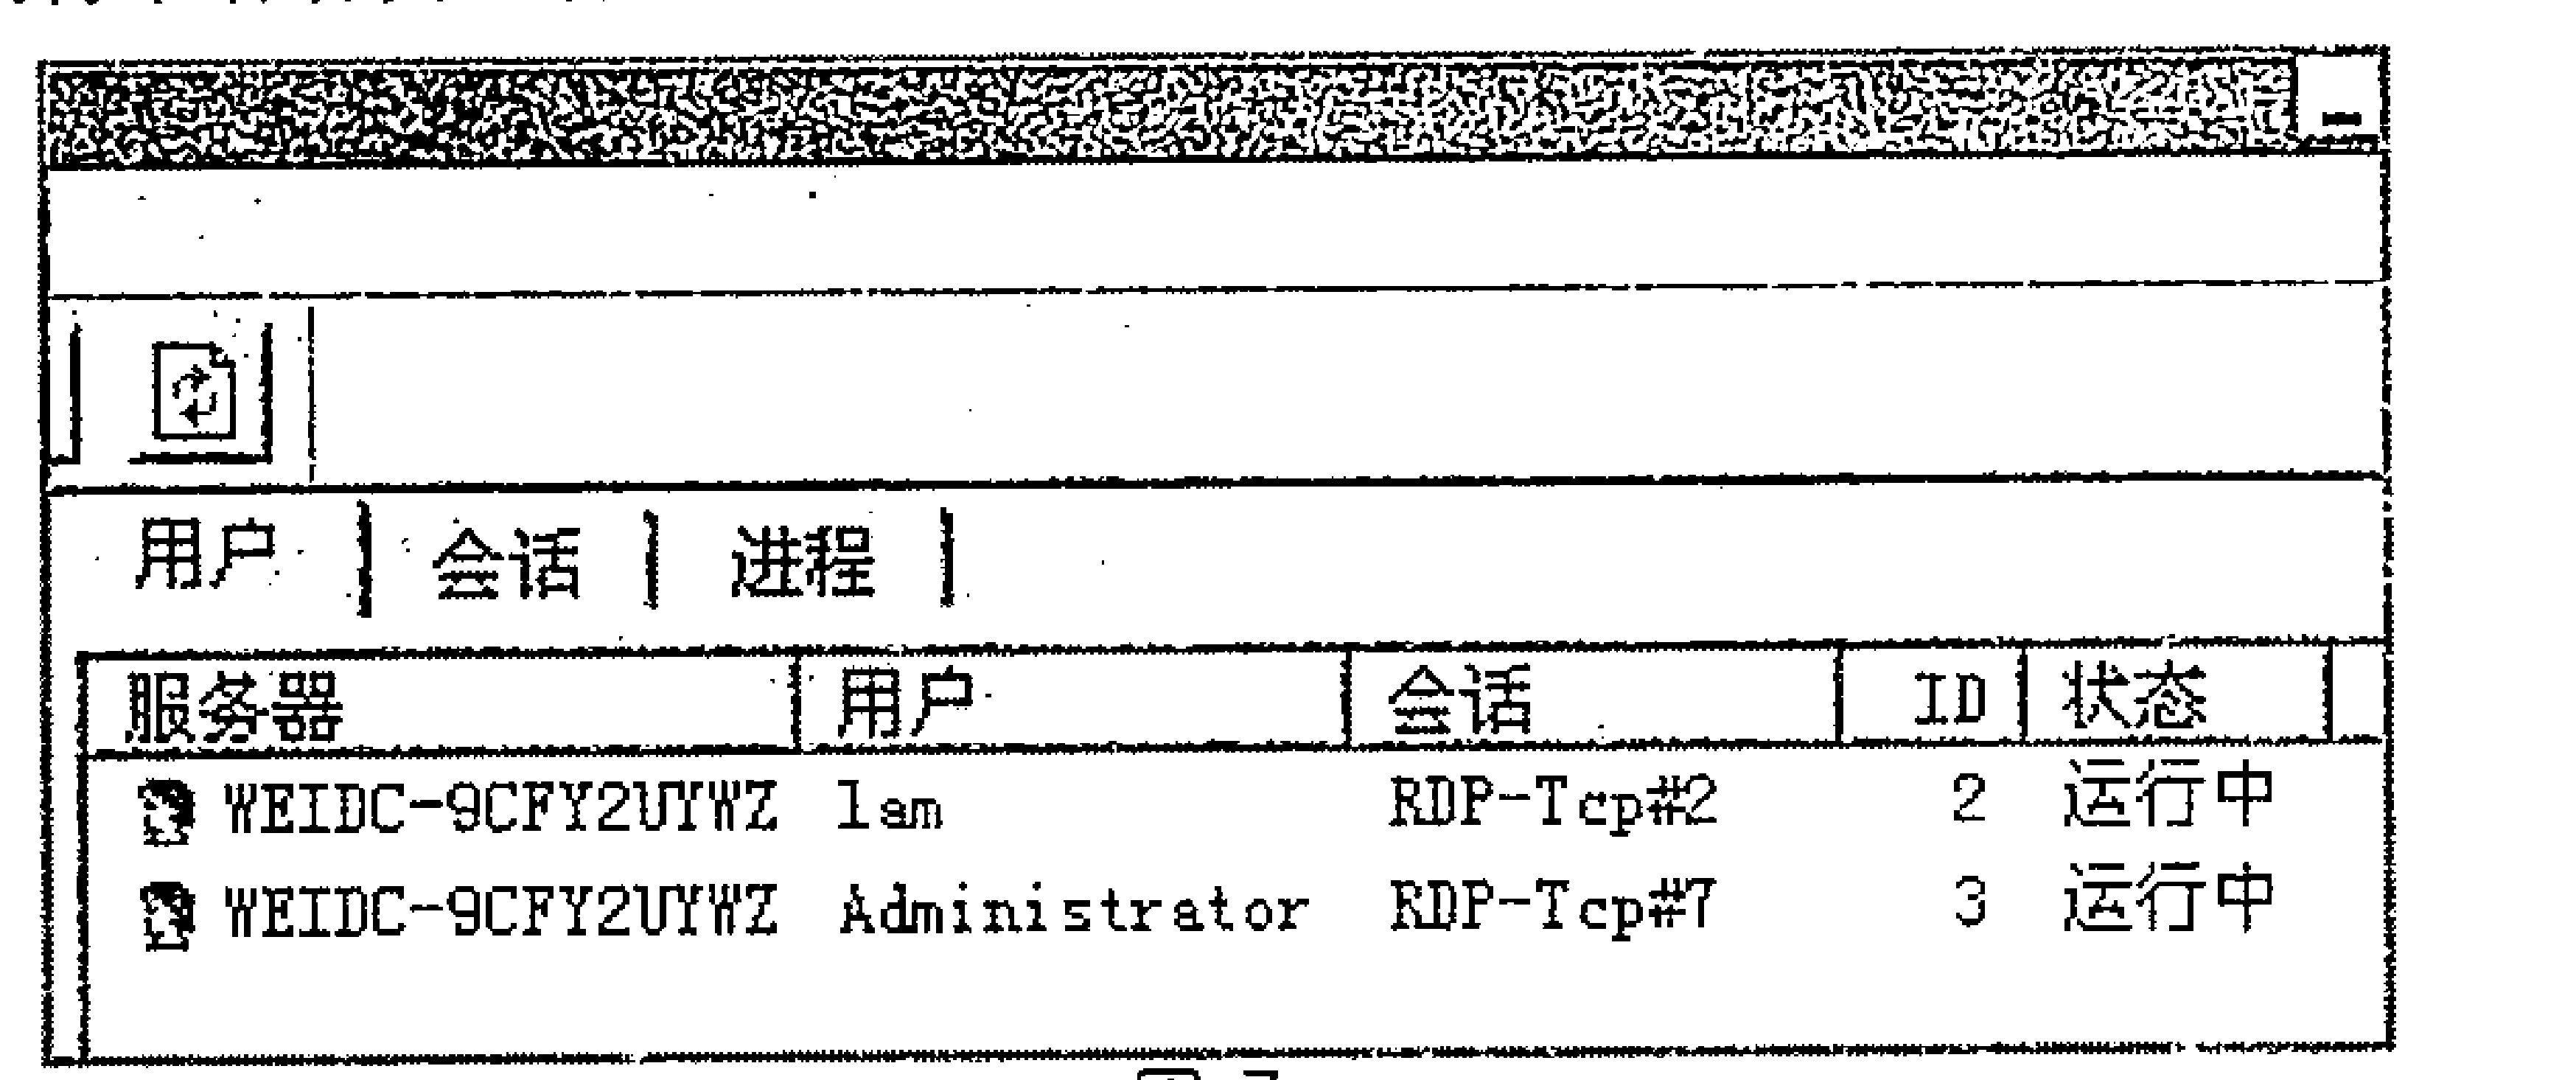 用户 会话 进程
服务器 用户 会话 ID 状态
WEIDC-9CFY2UYWZ lam RDP-Tcp#2 2 运行中
WEIDC-9CFY2UYWZ Administrator RDP-Tcp#7 3 运行中